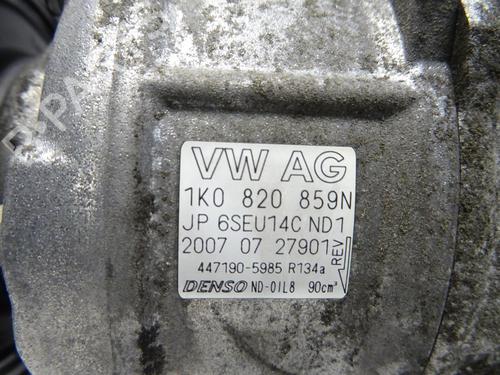 VW AG
1K0 820 859N
JP 6SEU14C ND1
2007 07 27901
REV
447190-5985 R134a
DENSO ND-OIL8 90cm³